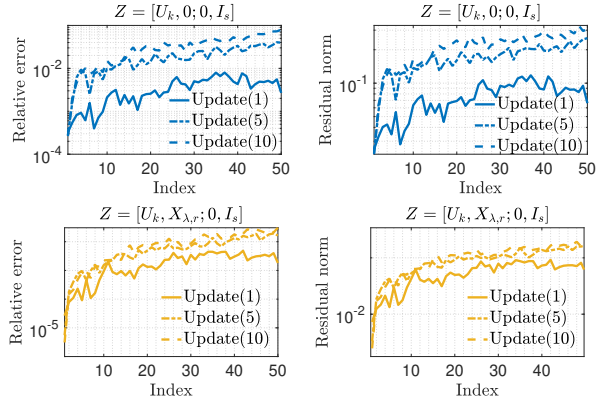 Z = [U_k, 0; 0, I_s]
Relative error
10^{-2}
10^{-4}
Update(1)
Update(5)
Update(10)
10 20 30 40 50
Index
Z = [U_k, 0; 0, I_s]
Residual norm
10^{-1}
Update(1)
Update(5)
Update(10)
10 20 30 40 50
Index
Z = [U_k, X_{λ,r}; 0, I_s]
Relative error
10^{-5}
Update(1)
Update(5)
Update(10)
10 20 30 40 50
Index
Z = [U_k, X_{λ,r}; 0, I_s]
Residual norm
10^{-2}
Update(1)
Update(5)
Update(10)
10 20 30 40
Index